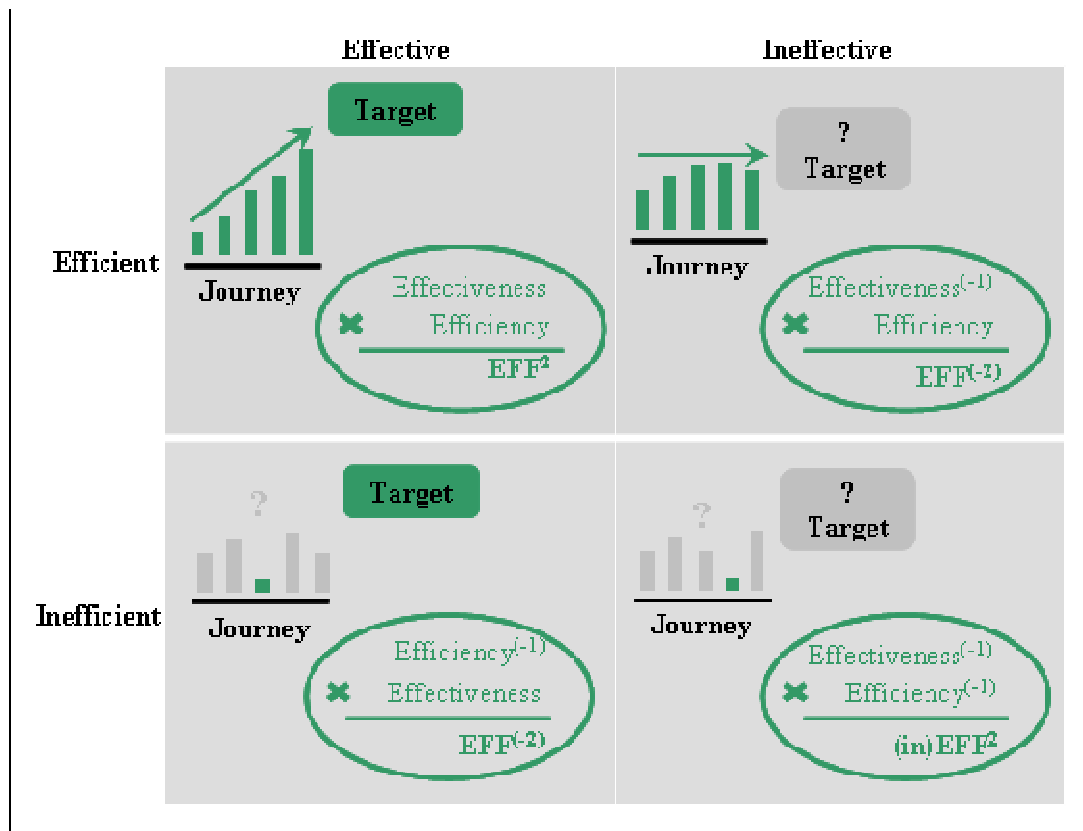 Effective
Ineffective
Efficient
Target
Journey
Effectiveness
✖ Efficiency
EFF²
?
Target
Journey
Effectiveness⁽⁻¹⁾
✖ Efficiency
EFF⁽⁻²⁾
Inefficient
?
Target
Journey
Efficiency⁽⁻¹⁾
✖ Effectiveness
EFF⁽⁻²⁾
?
?
Target
Journey
Effectiveness⁽⁻¹⁾
✖ Efficiency⁽⁻¹⁾
(in)EFF²